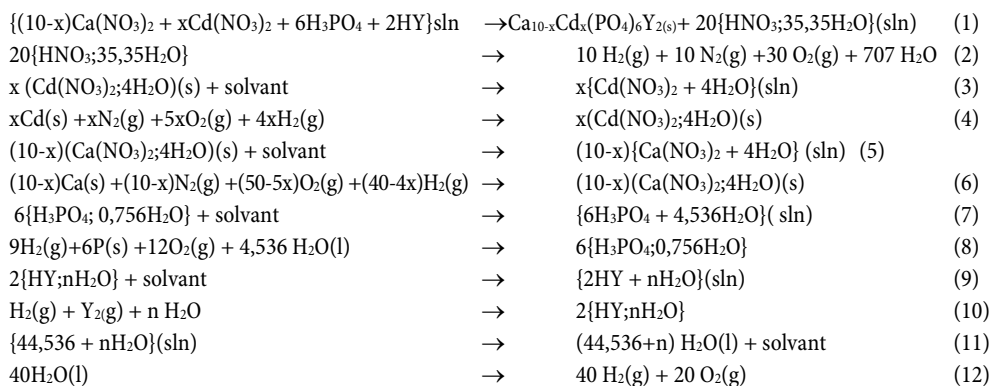 {(10-x)Ca(NO₃)₂ + xCd(NO₃)₂ + 6H₃PO₄ + 2HY}sln → Ca₁₀₋ₓCdₓ(PO₄)₆Y₂₍ₛ₎+ 20{HNO₃;35,35H₂O}(sln) (1)
20{HNO₃;35,35H₂O} → 10 H₂(g) + 10 N₂(g) +30 O₂(g) + 707 H₂O (2)
x (Cd(NO₃)₂;4H₂O)(s) + solvant → x{Cd(NO₃)₂ + 4H₂O}(sln) (3)
xCd(s) +xN₂(g) +5xO₂(g) + 4xH₂(g) → x(Cd(NO₃)₂;4H₂O)(s) (4)
(10-x)(Ca(NO₃)₂;4H₂O)(s) + solvant → (10-x){Ca(NO₃)₂ + 4H₂O} (sln) (5)
(10-x)Ca(s) +(10-x)N₂(g) +(50-5x)O₂(g) +(40-4x)H₂(g) → (10-x)(Ca(NO₃)₂;4H₂O)(s) (6)
6{H₃PO₄; 0,756H₂O} + solvant → {6H₃PO₄ + 4,536H₂O}( sln) (7)
9H₂(g)+6P(s) +12O₂(g) + 4,536 H₂O(l) → 6{H₃PO₄;0,756H₂O} (8)
2{HY;nH₂O} + solvant → {2HY + nH₂O}(sln) (9)
H₂(g) + Y₂₍g) + n H₂O → 2{HY;nH₂O} (10)
{44,536 + nH₂O}(sln) → (44,536+n) H₂O(l) + solvant (11)
40H₂O(l) → 40 H₂(g) + 20 O₂(g) (12)